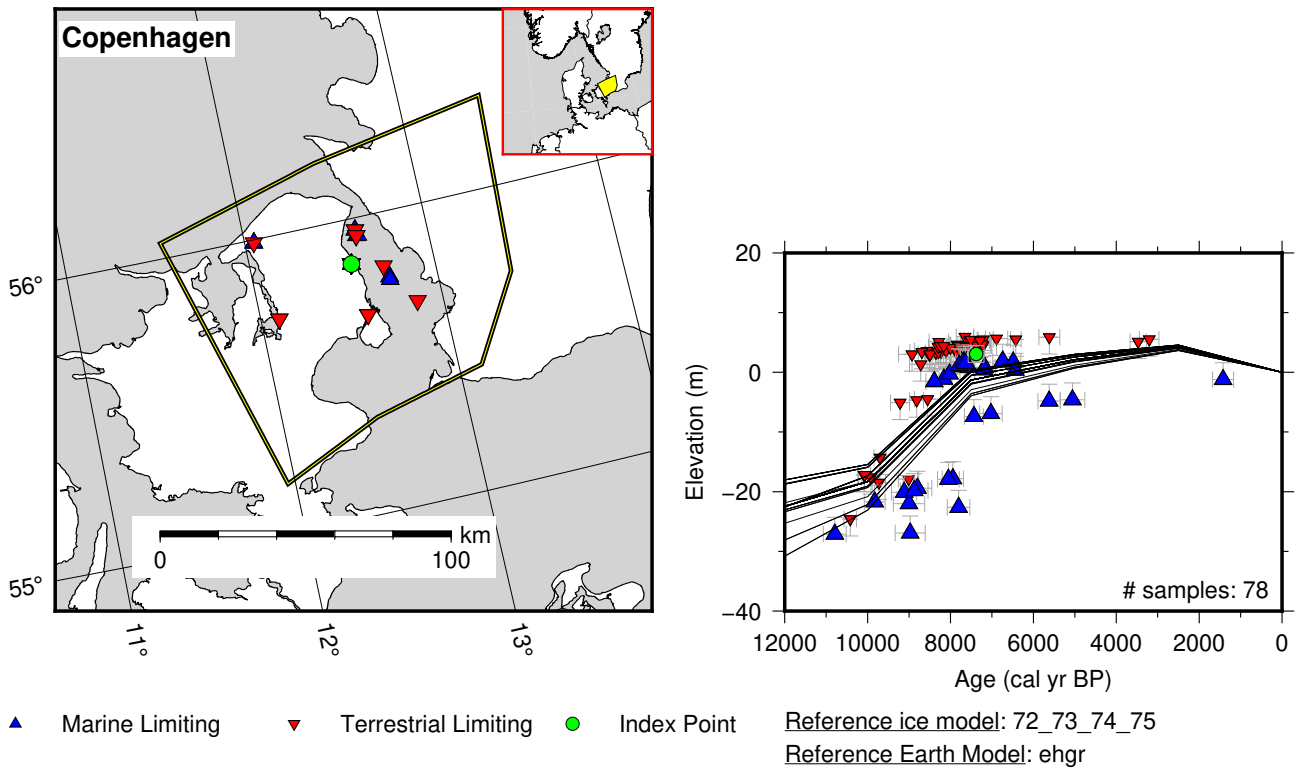 Copenhagen
56°
55°
11°
12°
13°
km
0
100
20
0
−20
−40
Elevation (m)
# samples: 78
12000
10000
8000
6000
4000
2000
0
Age (cal yr BP)
Marine Limiting
Terrestrial Limiting
Index Point
Reference ice model: 72_73_74_75
Reference Earth Model: ehgr